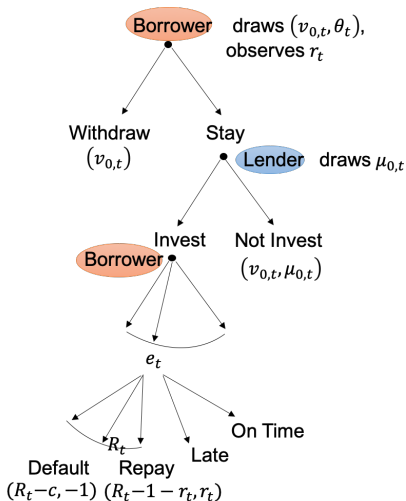 Borrower draws (v₀,ₜ, θₜ),
observes rₜ
Withdraw Stay
(v₀,ₜ)
Lender draws μ₀,ₜ
Invest Not Invest
Borrower (v₀,ₜ, μ₀,ₜ)
eₜ
On Time
Rₜ Late
Default Repay
(Rₜ−c, −1) (Rₜ−1 − rₜ, rₜ)